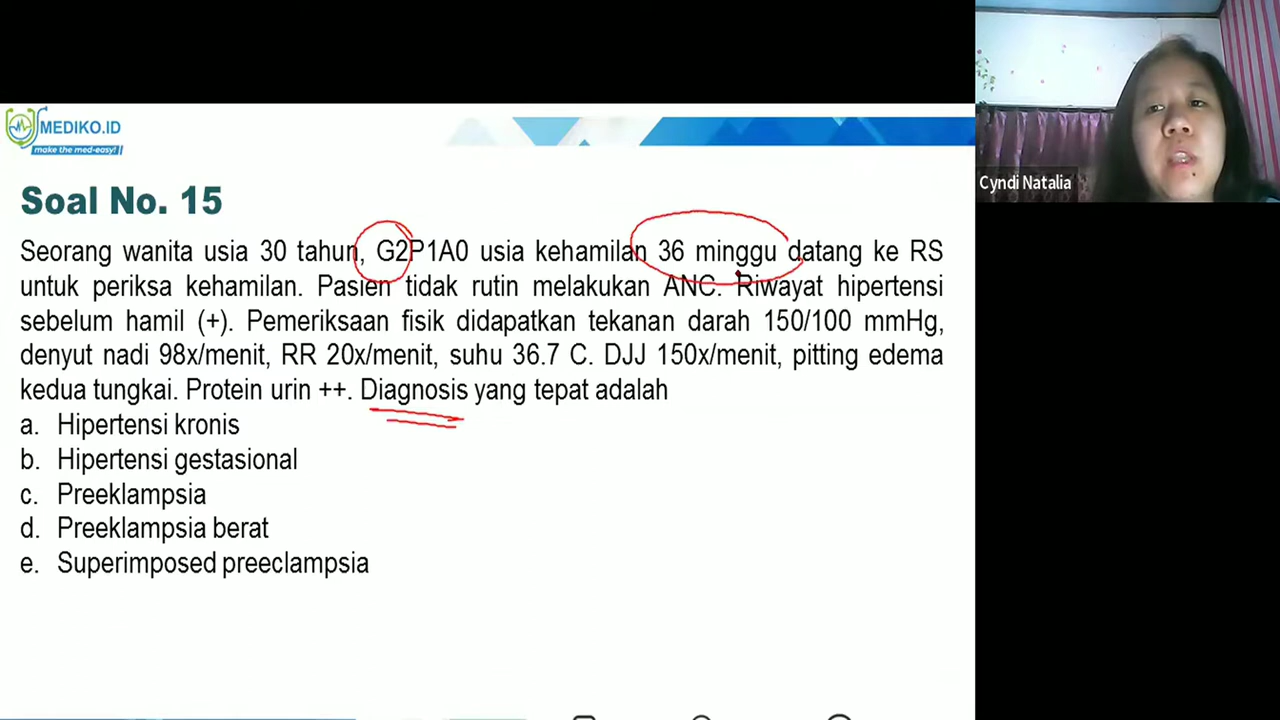 MEDIKO.ID
make the med-easy!
Cyndi Natalia
Soal No. 15
Seorang wanita usia 30 tahun, G2P1A0 usia kehamilan 36 minggu datang ke RS
untuk periksa kehamilan. Pasien tidak rutin melakukan ANC. Riwayat hipertensi
sebelum hamil (+). Pemeriksaan fisik didapatkan tekanan darah 150/100 mmHg,
denyut nadi 98x/menit, RR 20x/menit, suhu 36.7 C. DJJ 150x/menit, pitting edema
kedua tungkai. Protein urin ++. Diagnosis yang tepat adalah
a. Hipertensi kronis
b. Hipertensi gestasional
c. Preeklampsia
d. Preeklampsia berat
e. Superimposed preeclampsia